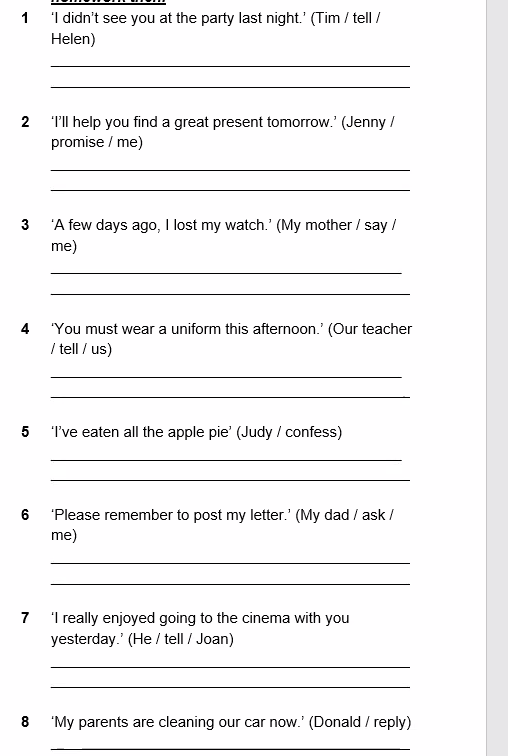 homework them
1 ‘I didn’t see you at the party last night.’ (Tim / tell /
Helen)
2 ‘I’ll help you find a great present tomorrow.’ (Jenny /
promise / me)
3 ‘A few days ago, I lost my watch.’ (My mother / say /
me)
4 ‘You must wear a uniform this afternoon.’ (Our teacher
/ tell / us)
5 ‘I’ve eaten all the apple pie’ (Judy / confess)
6 ‘Please remember to post my letter.’ (My dad / ask /
me)
7 ‘I really enjoyed going to the cinema with you
yesterday.’ (He / tell / Joan)
8 ‘My parents are cleaning our car now.’ (Donald / reply)